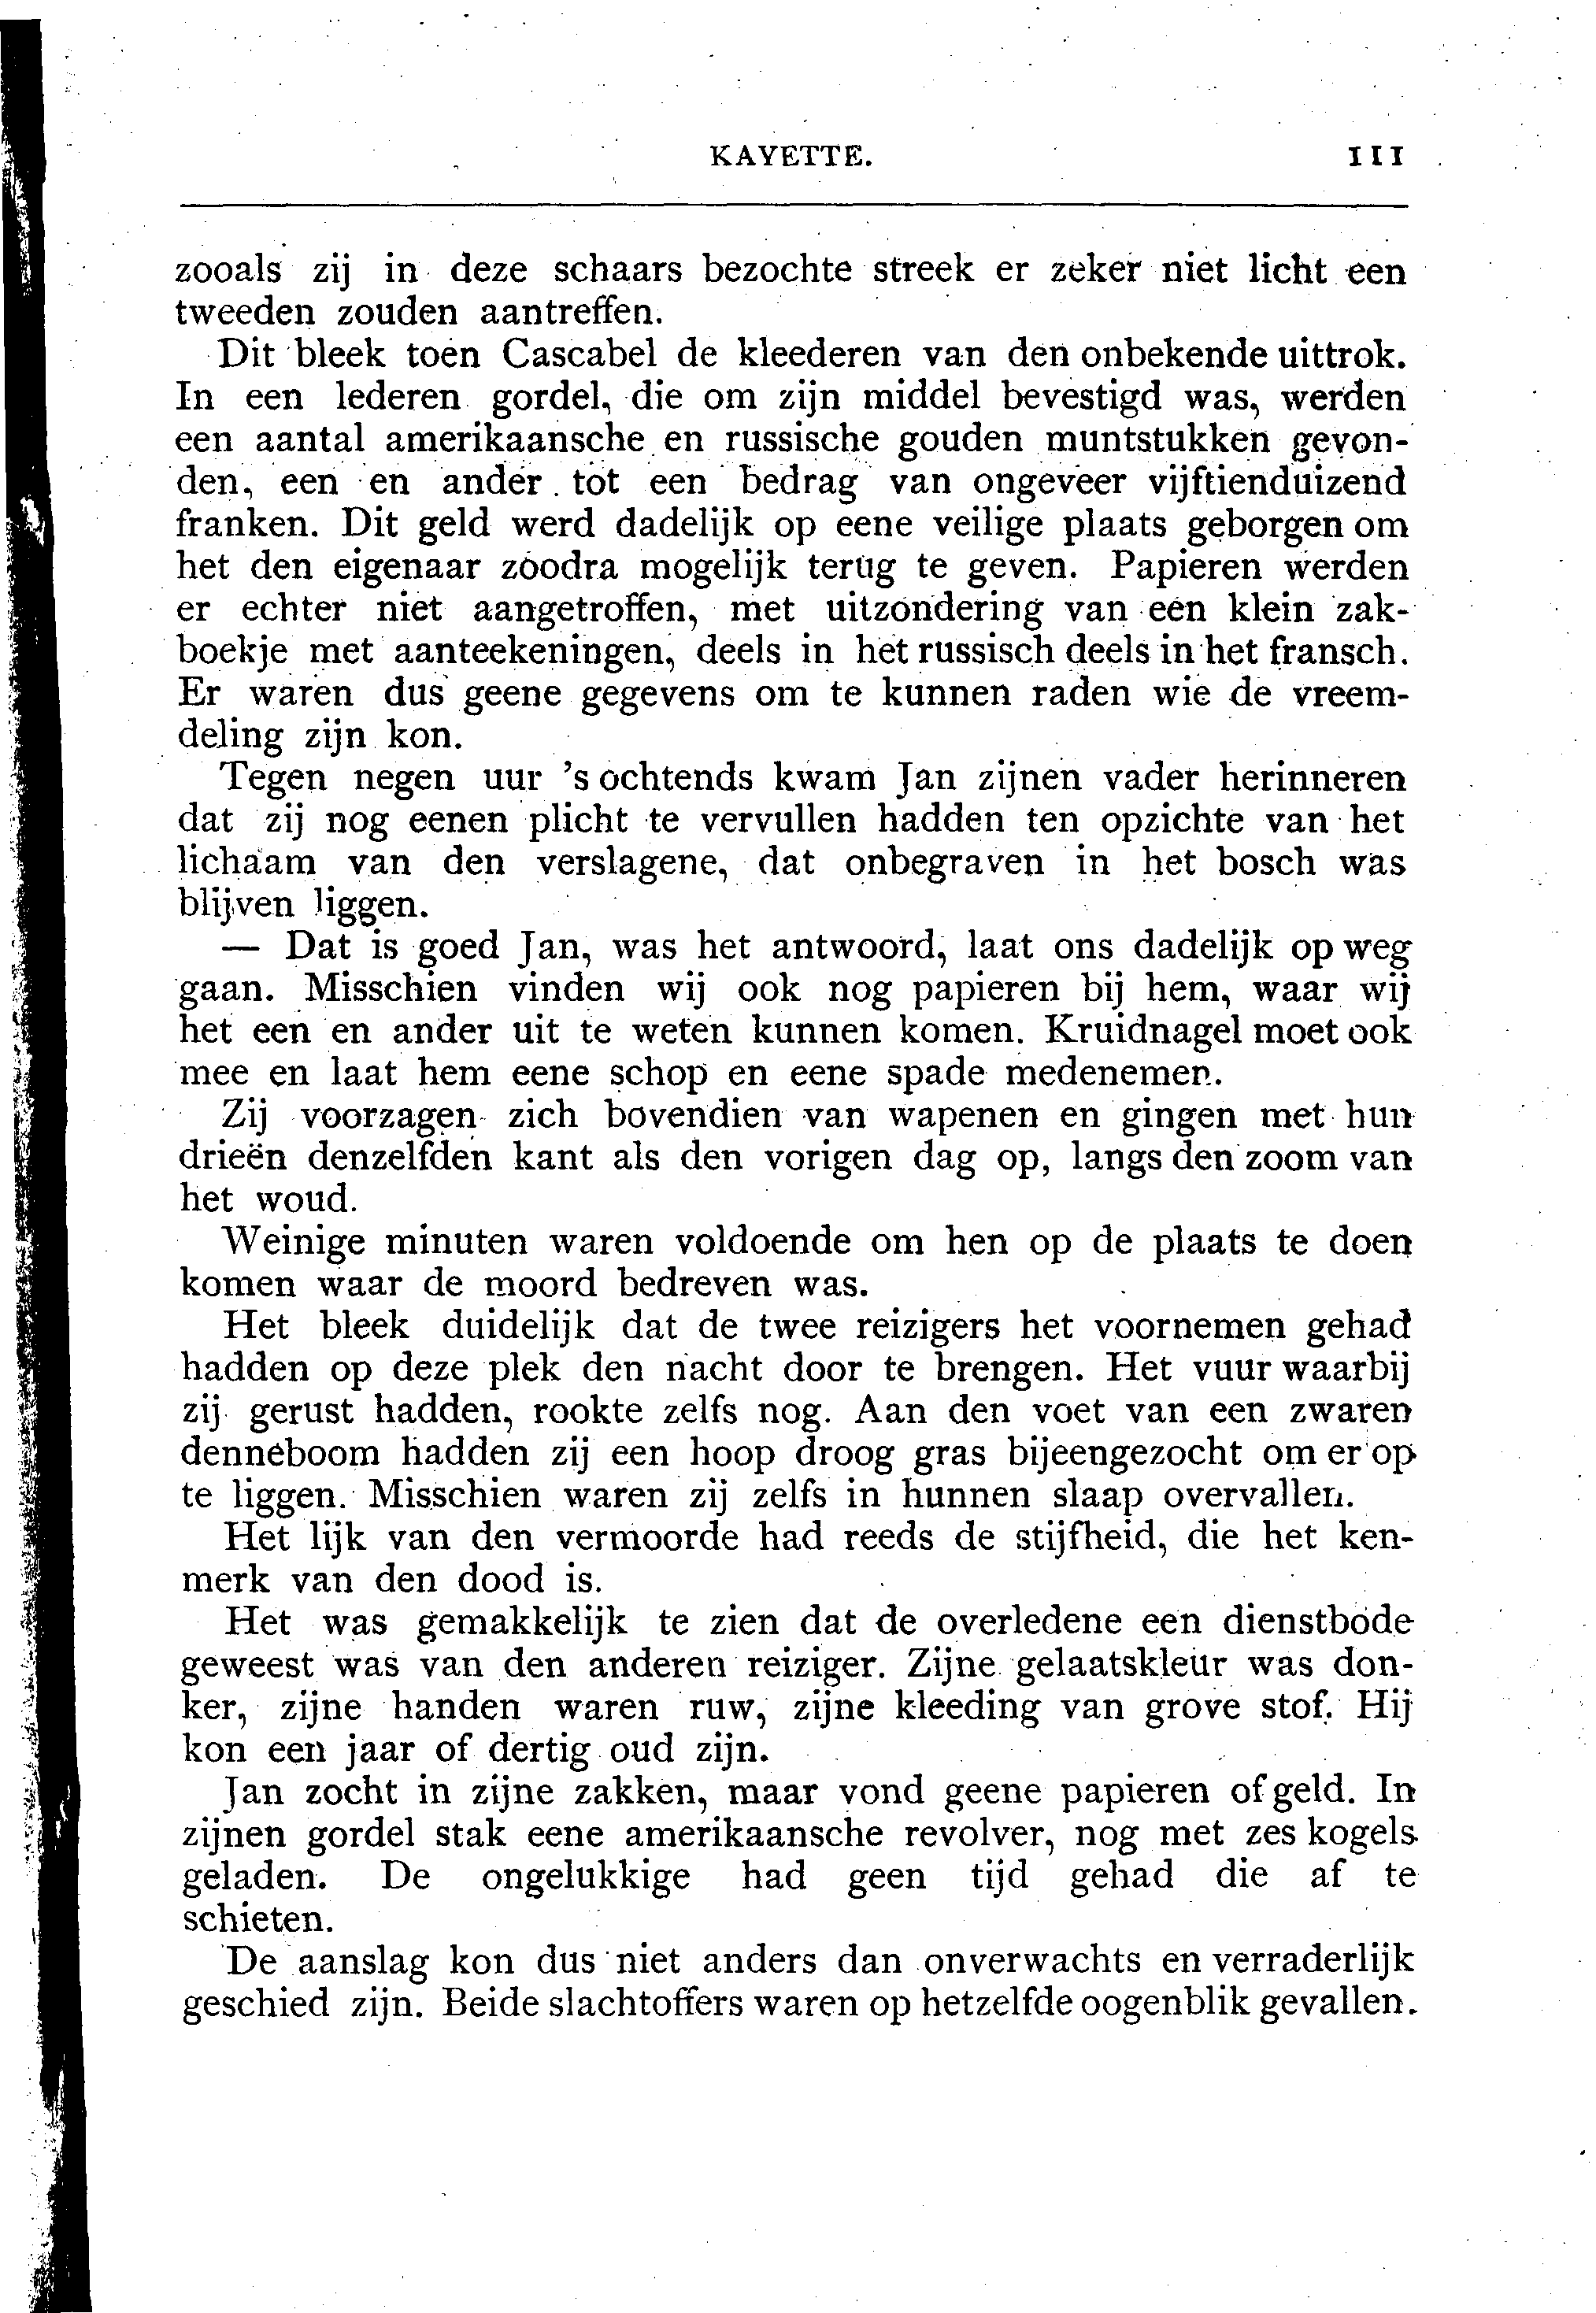 KAYETTE. 111
zooals zij in deze schaars bezochte streek er zeker niet licht een
tweeden zouden aantreffen.
Dit bleek toen Cascabel de kleederen van den onbekende uittrok.
In een lederen gordel, die om zijn middel bevestigd was, werden
een aantal amerikaansche en russische gouden muntstukken gevon-
den, een en ander tot een bedrag van ongeveer vijftienduizend
franken. Dit geld werd dadelijk op eene veilige plaats geborgen om
het den eigenaar zoodra mogelijk terug te geven. Papieren werden
er echter niet aangetroffen, met uitzondering van een klein zak-
boekje met aanteekeningen, deels in het russisch deels in het fransch.
Er waren dus geene gegevens om te kunnen raden wie de vreem-
deling zijn kon.
Tegen negen uur 's ochtends kwam Jan zijnen vader herinneren
dat zij nog eenen plicht te vervullen hadden ten opzichte van het
lichaam van den verslagene, dat onbegraven in het bosch was
blijven liggen.
— Dat is goed Jan, was het antwoord, laat ons dadelijk op weg
gaan. Misschien vinden wij ook nog papieren bij hem, waar wij
het een en ander uit te weten kunnen komen. Kruidnagel moet ook
mee en laat hem eene schop en eene spade medenemen.
Zij voorzagen zich bovendien van wapenen en gingen met hun
drieën denzelfden kant als den vorigen dag op, langs den zoom van
het woud.
Weinige minuten waren voldoende om hen op de plaats te doen
komen waar de moord bedreven was.
Het bleek duidelijk dat de twee reizigers het voornemen gehad
hadden op deze plek den nacht door te brengen. Het vuur waarbij
zij gerust hadden, rookte zelfs nog. Aan den voet van een zwaren
denneboom hadden zij een hoop droog gras bijeengezocht om er op
te liggen. Misschien waren zij zelfs in hunnen slaap overvallen.
Het lijk van den vermoorde had reeds de stijfheid, die het ken-
merk van den dood is.
Het was gemakkelijk te zien dat de overledene een dienstbode
geweest was van den anderen reiziger. Zijne gelaatskleur was don-
ker, zijne handen waren ruw, zijne kleeding van grove stof. Hij
kon een jaar of dertig oud zijn.
Jan zocht in zijne zakken, maar vond geene papieren of geld. In
zijnen gordel stak eene amerikaansche revolver, nog met zes kogels
geladen. De ongelukkige had geen tijd gehad die af te
schieten.
De aanslag kon dus niet anders dan onverwachts en verraderlijk
geschied zijn. Beide slachtoffers waren op hetzelfde oogenblik gevallen.